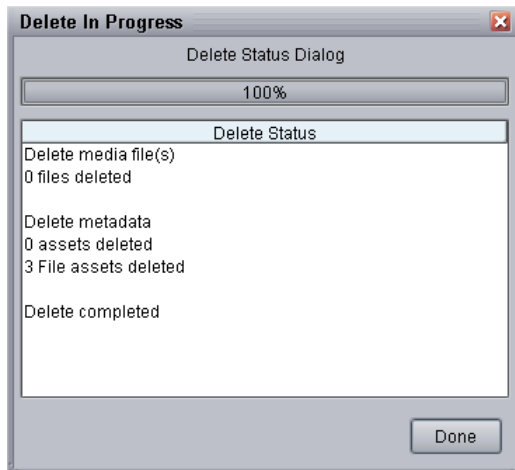 Delete In Progress
Delete Status Dialog
100%
Delete Status
Delete media file(s)
0 files deleted
Delete metadata
0 assets deleted
3 File assets deleted
Delete completed
Done